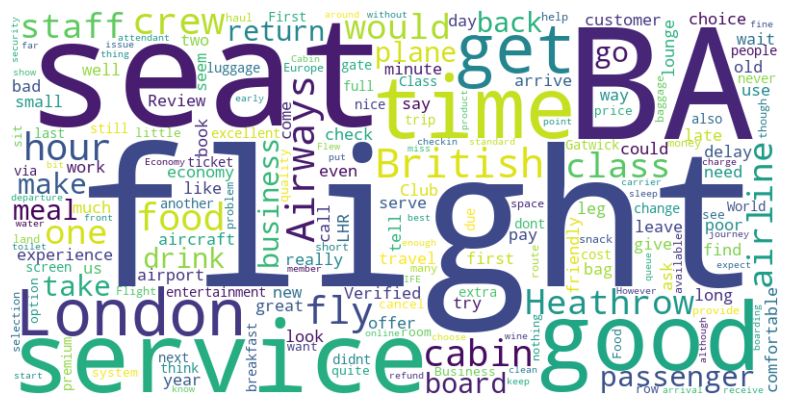 flight
seat
BA
service
good
time
get
London
British
Airways
Heathrow
staff
crew
return
would
back
plane
hour
food
meal
one
make
take
drink
business
fly
cabin
board
class
airline
passenger
security
haul
around
without
help
fine
First
day
customer
choice
two
lounge
wait
people
far
issue
attendant
thing
seem
luggage
gate
minute
go
old
never
show
well
bad
small
Cabin
Europe
early
full
Class
arrive
way
price
baggage
use
though
Review
nice
say
trip
product
point
also
sit
last
still
little
book
excellent
come
check
Gatwick
money
late
could
via
work
ticket
even
miss
checkin
standard
charge
delay
need
bit
Economy
economy
quality
Flew
put
carrier
sleep
like
another
problem
Club
serve
tell
due
dont
space
leg
change
World
see
departure
water
front
much
aircraft
call
LHR
short
best
pay
friendly
give
leave
available
poor
journey
toilet
land
experience
screen
us
really
member
enough
many
travel
first
snack
cost
bag
ask
queue
find
expect
airport
IFE
route
selection
option
Flight
entertainment
new
Verified
cancel
try
extra
However
long
provide
comfortable
great
offer
room
online
look
want
nothing
choose
wine
Food
row
although
boarding
premium
next
year
breakfast
didnt
quite
think
start
system
know
refund
Business
clean
keep
arrival
receive